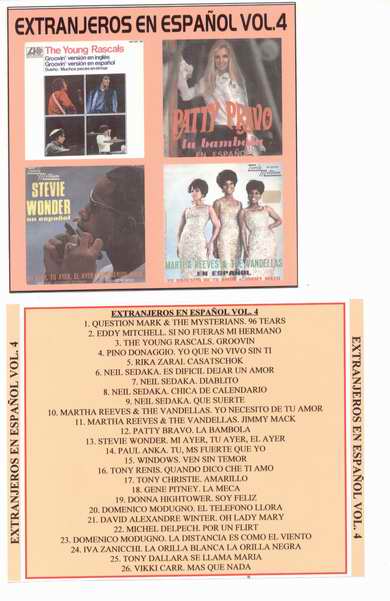 EXTRANJEROS EN ESPAÑOL VOL.4
The Young Rascals
Groovin' versión en inglés
Groovin' versión en español
PATTY PRAVO
la bambola
EN ESPAÑOL
STEVIE
WONDER
en español
MARTHA REEVES & THE VANDELLAS
EN ESPAÑOL
EXTRANJEROS EN ESPAÑOL VOL. 4
EXTRANJEROS EN ESPAÑOL VOL. 4
1. QUESTION MARK & THE MYSTERIANS. 96 TEARS
2. EDDY MITCHELL. SI NO FUERAS MI HERMANO
3. THE YOUNG RASCALS. GROOVIN
4. PINO DONAGGIO. YO QUE NO VIVO SIN TI
5. RIKA ZARAI. CASATSCHOK
6. NEIL SEDAKA. ES DIFICIL DEJAR UN AMOR
7. NEIL SEDAKA. DIABLITO
8. NEIL SEDAKA. CHICA DE CALENDARIO
9. NEIL SEDAKA. QUE SUERTE
10. MARTHA REEVES & THE VANDELLAS. YO NECESITO DE TU AMOR
11. MARTHA REEVES & THE VANDELLAS. JIMMY MACK
12. PATTY BRAVO. LA BAMBOLA
13. STEVIE WONDER. MI AYER, TU AYER, EL AYER
14. PAUL ANKA. TU, MS FUERTE QUE YO
15. WINDOWS. VEN SIN TEMOR
16. TONY RENIS. QUANDO DICO CHE TI AMO
17. TONY CHRISTIE. AMARILLO
18. GENE PITNEY. LA MECA
19. DONNA HIGHTOWER. SOY FELIZ
20. DOMENICO MODUGNO. EL TELEFONO LLORA
21. DAVID ALEXANDRE WINTER. OH LADY MARY
22. MICHEL DELPECH. POR UN FLIRT
23. DOMENICO MODUGNO. LA DISTANCIA ES COMO EL VIENTO
24. IVA ZANICCHI. LA ORILLA BLANCA LA ORILLA NEGRA
25. TONY DALLARA SE LLAMA MARIA
26. VIKKI CARR. MAS QUE NADA
EXTRANJEROS EN ESPAÑOL VOL. 4